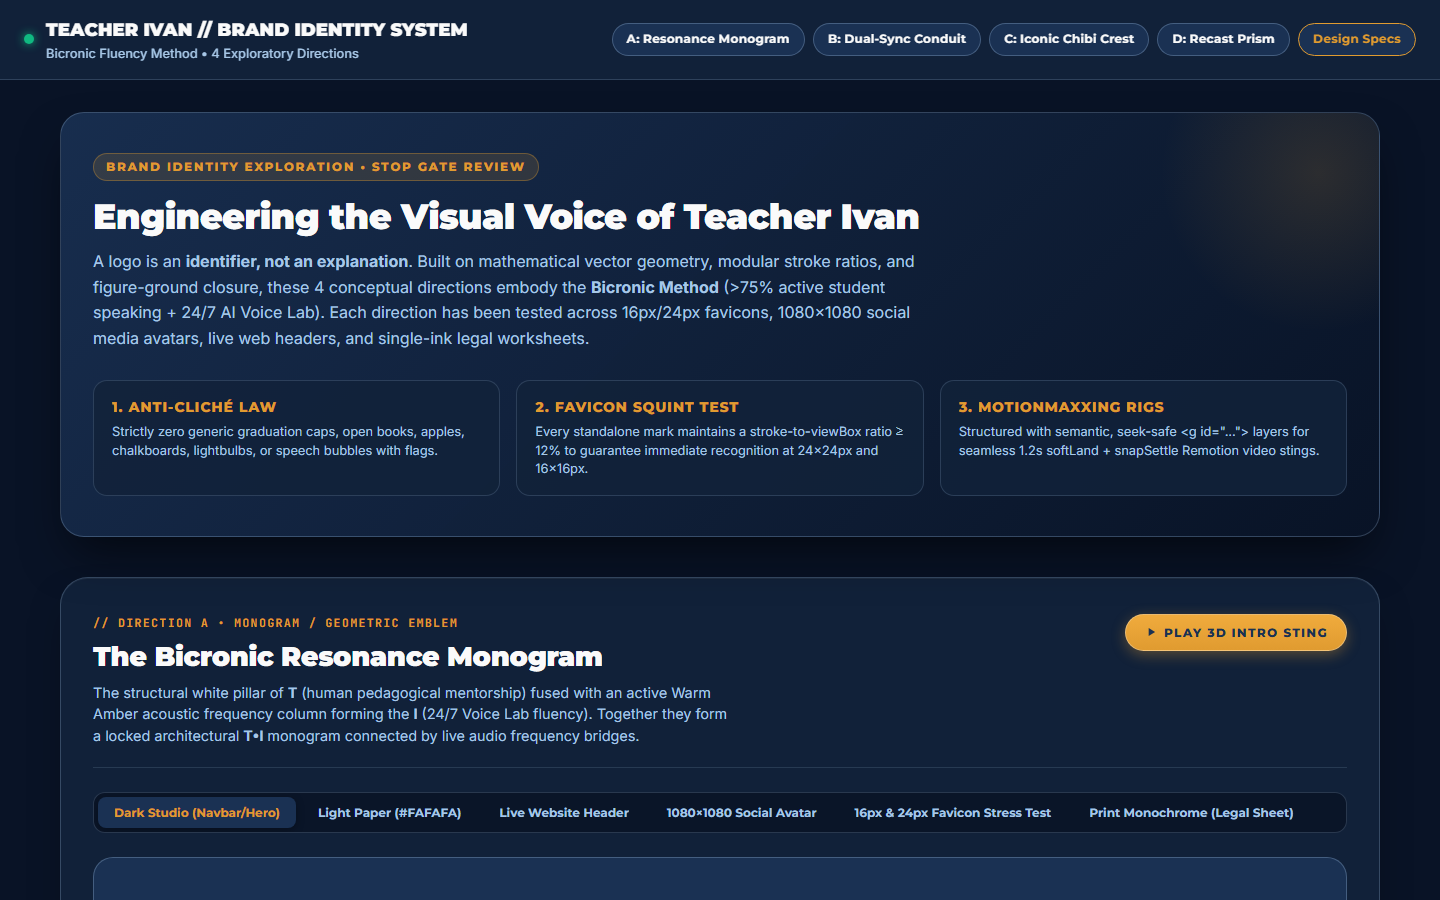 TEACHER IVAN // BRAND IDENTITY SYSTEM
Bicronic Fluency Method • 4 Exploratory Directions
A: Resonance Monogram
B: Dual-Sync Conduit
C: Iconic Chibi Crest
D: Recast Prism
Design Specs
BRAND IDENTITY EXPLORATION • STOP GATE REVIEW
Engineering the Visual Voice of Teacher Ivan
A logo is an identifier, not an explanation. Built on mathematical vector geometry, modular stroke ratios, and
figure-ground closure, these 4 conceptual directions embody the Bicronic Method (>75% active student
speaking + 24/7 AI Voice Lab). Each direction has been tested across 16px/24px favicons, 1080×1080 social
media avatars, live web headers, and single-ink legal worksheets.
1. ANTI-CLICHÉ LAW
Strictly zero generic graduation caps, open books, apples,
chalkboards, lightbulbs, or speech bubbles with flags.
2. FAVICON SQUINT TEST
Every standalone mark maintains a stroke-to-viewBox ratio ≥
12% to guarantee immediate recognition at 24×24px and
16×16px.
3. MOTIONMAXXING RIGS
Structured with semantic, seek-safe <g id="..."> layers for
seamless 1.2s softLand + snapSettle Remotion video stings.
// DIRECTION A • MONOGRAM / GEOMETRIC EMBLEM
The Bicronic Resonance Monogram
The structural white pillar of T (human pedagogical mentorship) fused with an active Warm
Amber acoustic frequency column forming the I (24/7 Voice Lab fluency). Together they form
a locked architectural T•I monogram connected by live audio frequency bridges.
▶ PLAY 3D INTRO STING
Dark Studio (Navbar/Hero)
Light Paper (#FAFAFA)
Live Website Header
1080×1080 Social Avatar
16px & 24px Favicon Stress Test
Print Monochrome (Legal Sheet)